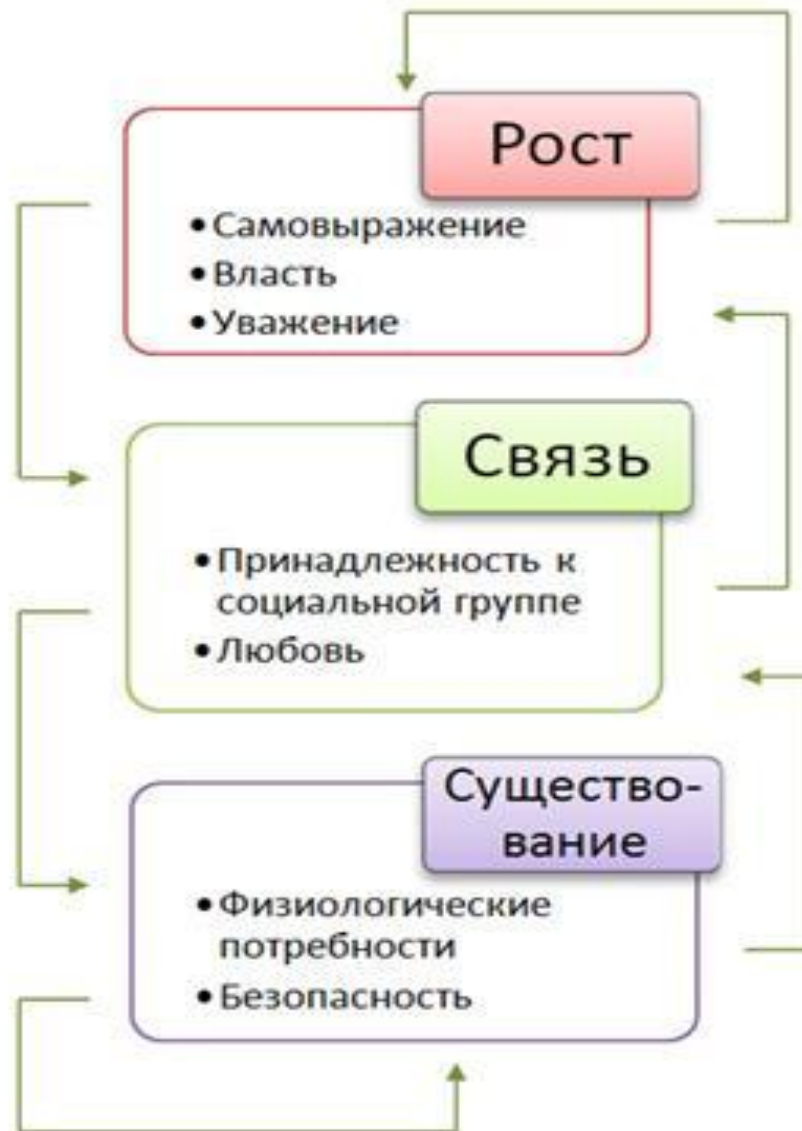 Рост
• Самовыражение
• Власть
• Уважение
Связь
• Принадлежность к
социальной группе
• Любовь
Существо-
вание
• Физиологические
потребности
• Безопасность